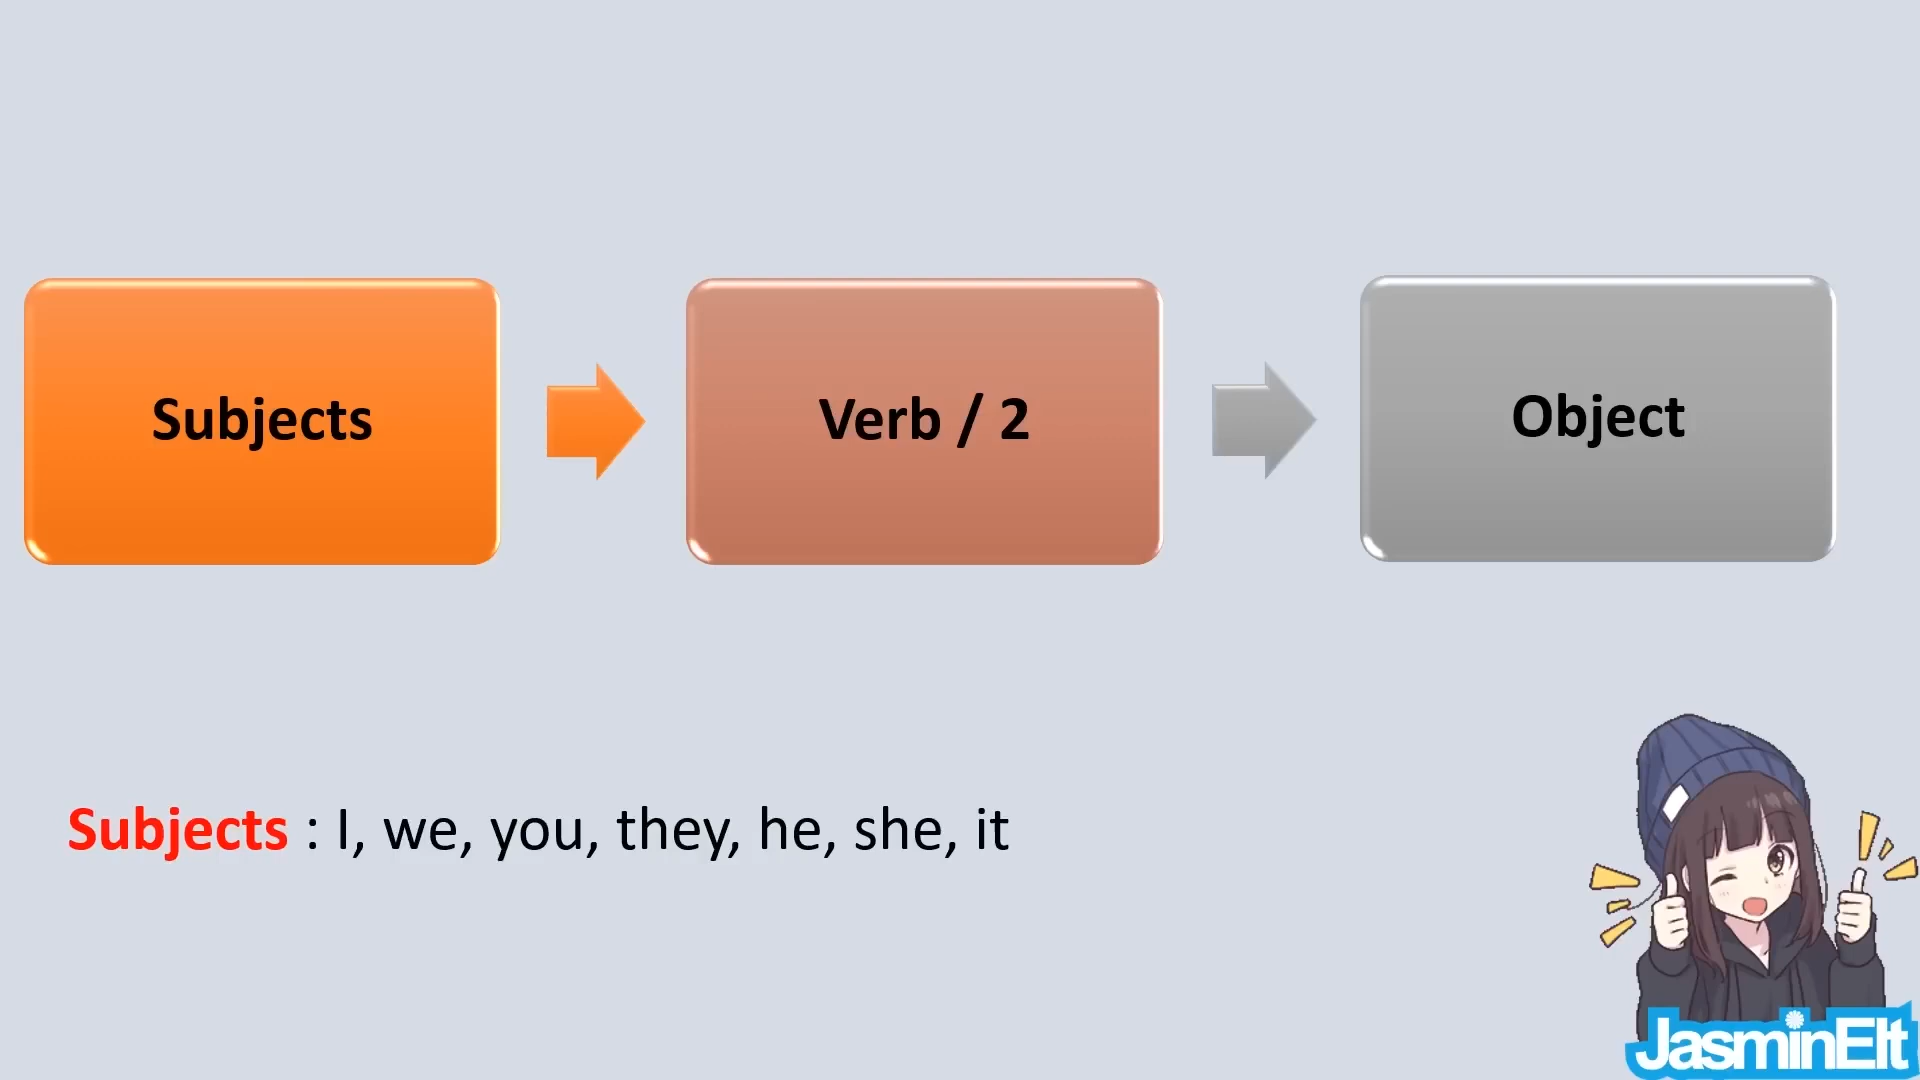 Subjects
Verb / 2
Object
Subjects : I, we, you, they, he, she, it
JasminElt